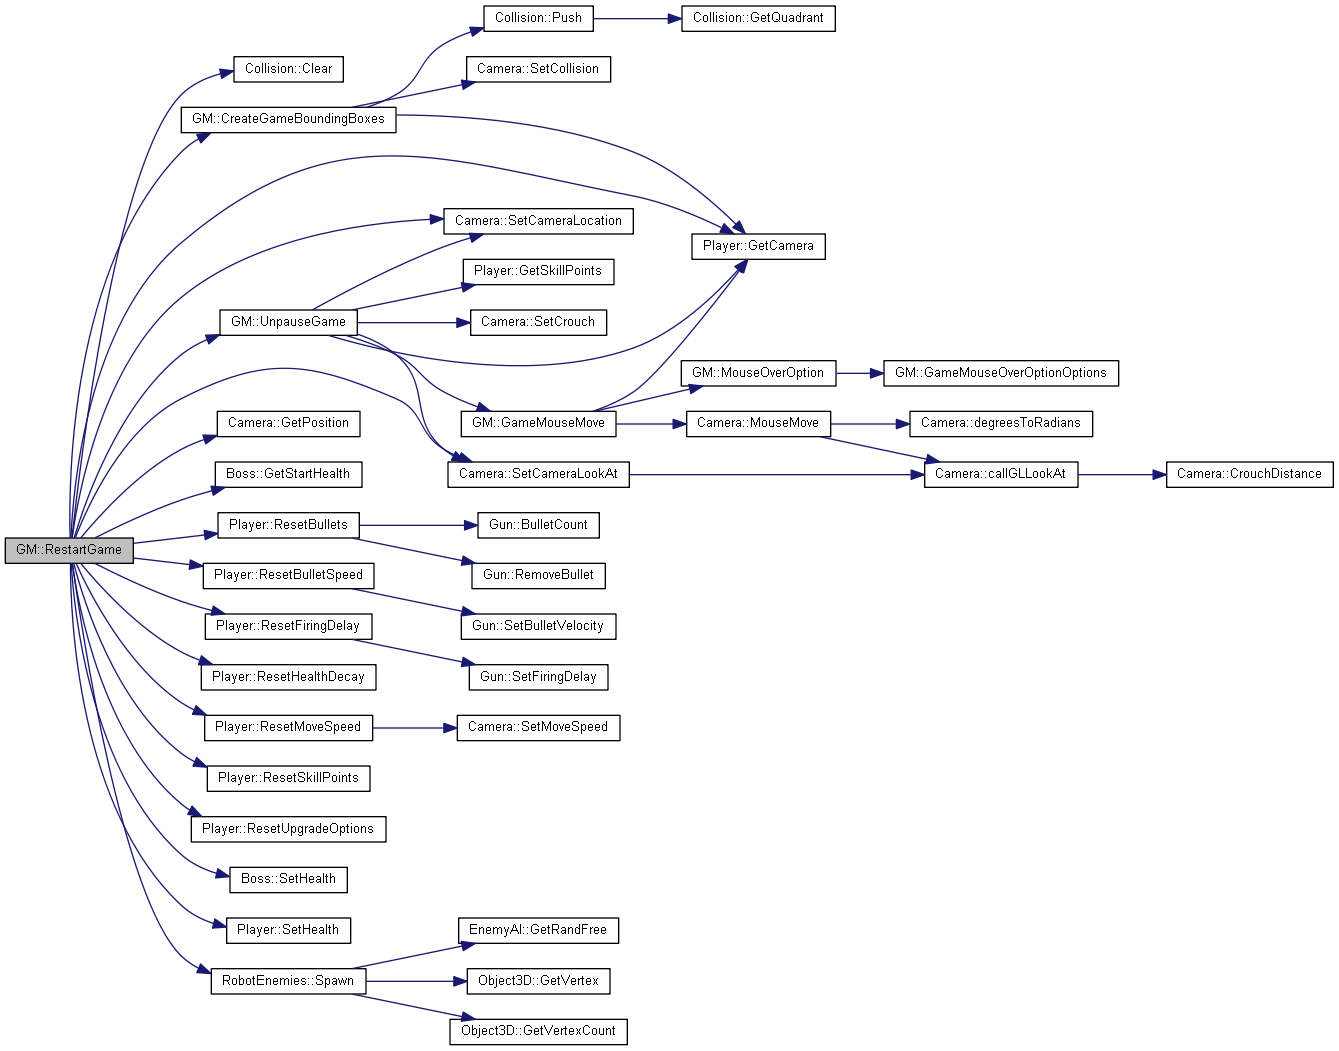 Collision::Push
Collision::GetQuadrant
Collision::Clear
Camera::SetCollision
GM::CreateGameBoundingBoxes
Camera::SetCameraLocation
Player::GetCamera
Player::GetSkillPoints
GM::UnpauseGame
Camera::SetCrouch
GM::MouseOverOption
GM::GameMouseOverOptionOptions
Camera::GetPosition
GM::GameMouseMove
Camera::MouseMove
Camera::degreesToRadians
Boss::GetStartHealth
Camera::SetCameraLookAt
Camera::callGLLookAt
Camera::CrouchDistance
Player::ResetBullets
Gun::BulletCount
GM::RestartGame
Player::ResetBulletSpeed
Gun::RemoveBullet
Player::ResetFiringDelay
Gun::SetBulletVelocity
Player::ResetHealthDecay
Gun::SetFiringDelay
Player::ResetMoveSpeed
Camera::SetMoveSpeed
Player::ResetSkillPoints
Player::ResetUpgradeOptions
Boss::SetHealth
Player::SetHealth
EnemyAI::GetRandFree
RobotEnemies::Spawn
Object3D::GetVertex
Object3D::GetVertexCount